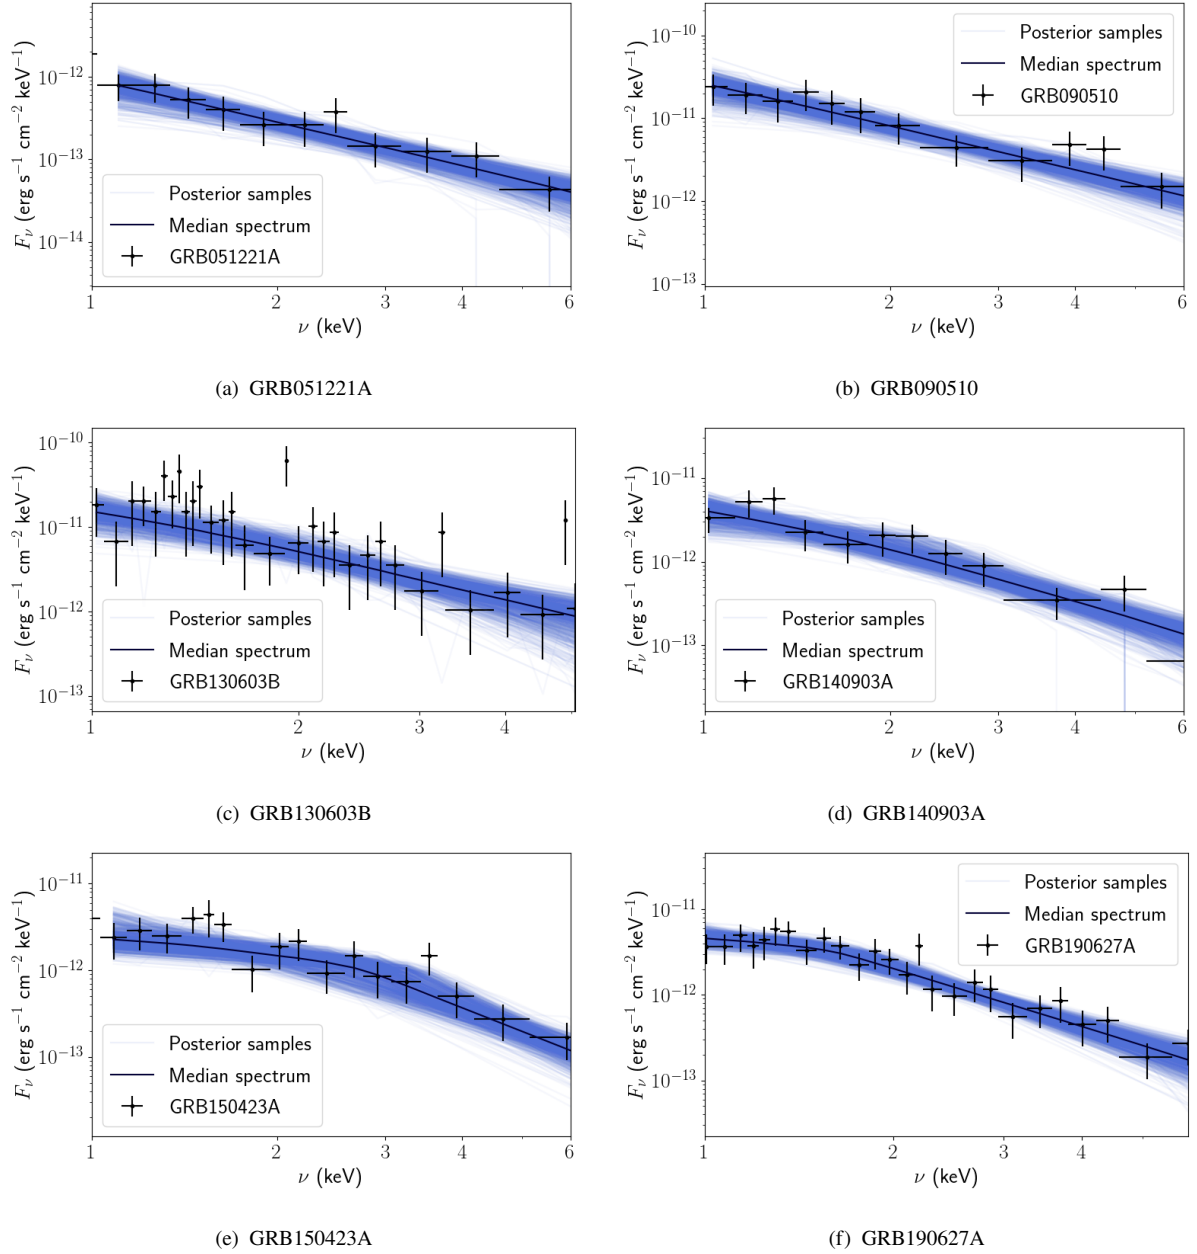 10⁻¹²
10⁻¹³
10⁻¹⁴
F_ν (erg s⁻¹ cm⁻² keV⁻¹)
Posterior samples
Median spectrum
GRB051221A
1 2 3 4 6
ν (keV)
(a) GRB051221A
10⁻¹⁰
10⁻¹¹
10⁻¹²
10⁻¹³
F_ν (erg s⁻¹ cm⁻² keV⁻¹)
Posterior samples
Median spectrum
GRB090510
1 2 3 4 6
ν (keV)
(b) GRB090510
10⁻¹⁰
10⁻¹¹
10⁻¹²
10⁻¹³
F_ν (erg s⁻¹ cm⁻² keV⁻¹)
Posterior samples
Median spectrum
GRB130603B
1 2 3 4
ν (keV)
(c) GRB130603B
10⁻¹¹
10⁻¹²
10⁻¹³
F_ν (erg s⁻¹ cm⁻² keV⁻¹)
Posterior samples
Median spectrum
GRB140903A
1 2 3 4 6
ν (keV)
(d) GRB140903A
10⁻¹¹
10⁻¹²
10⁻¹³
F_ν (erg s⁻¹ cm⁻² keV⁻¹)
Posterior samples
Median spectrum
GRB150423A
1 2 3 4 6
ν (keV)
(e) GRB150423A
10⁻¹¹
10⁻¹²
10⁻¹³
F_ν (erg s⁻¹ cm⁻² keV⁻¹)
Posterior samples
Median spectrum
GRB190627A
1 2 3 4
ν (keV)
(f) GRB190627A